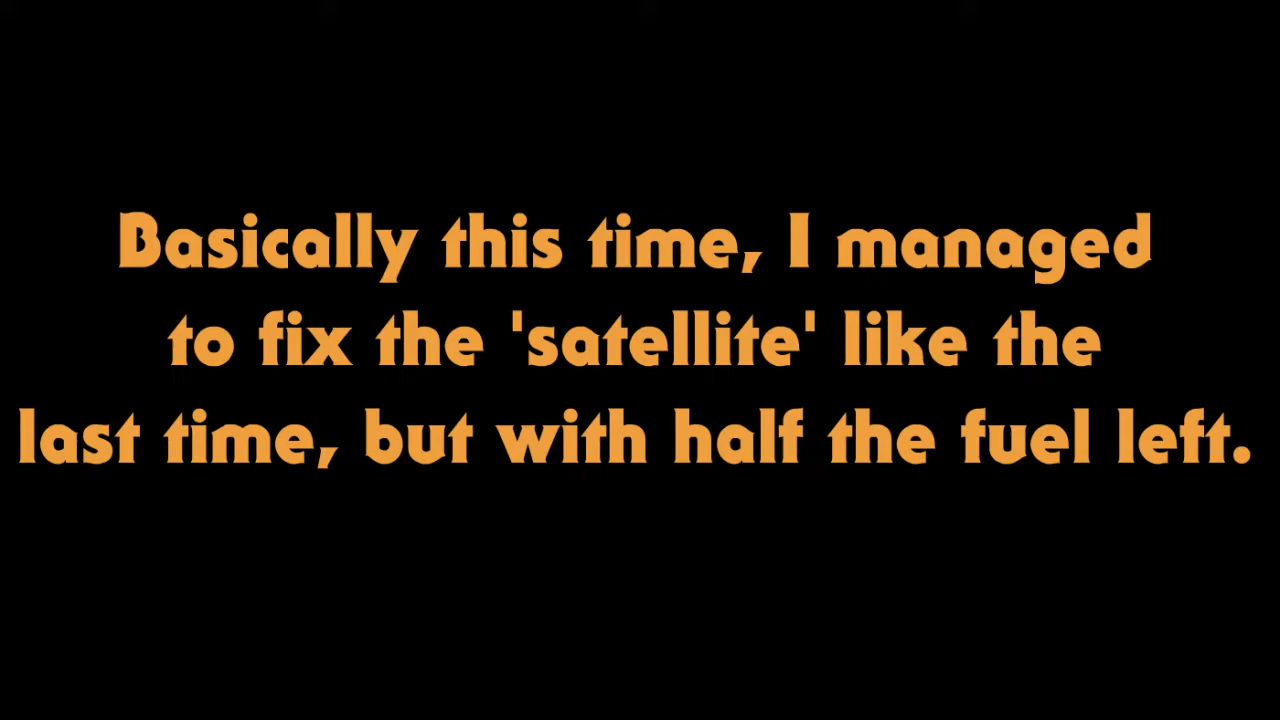 Basically this time, I managed
to fix the 'satellite' like the
last time, but with half the fuel left.